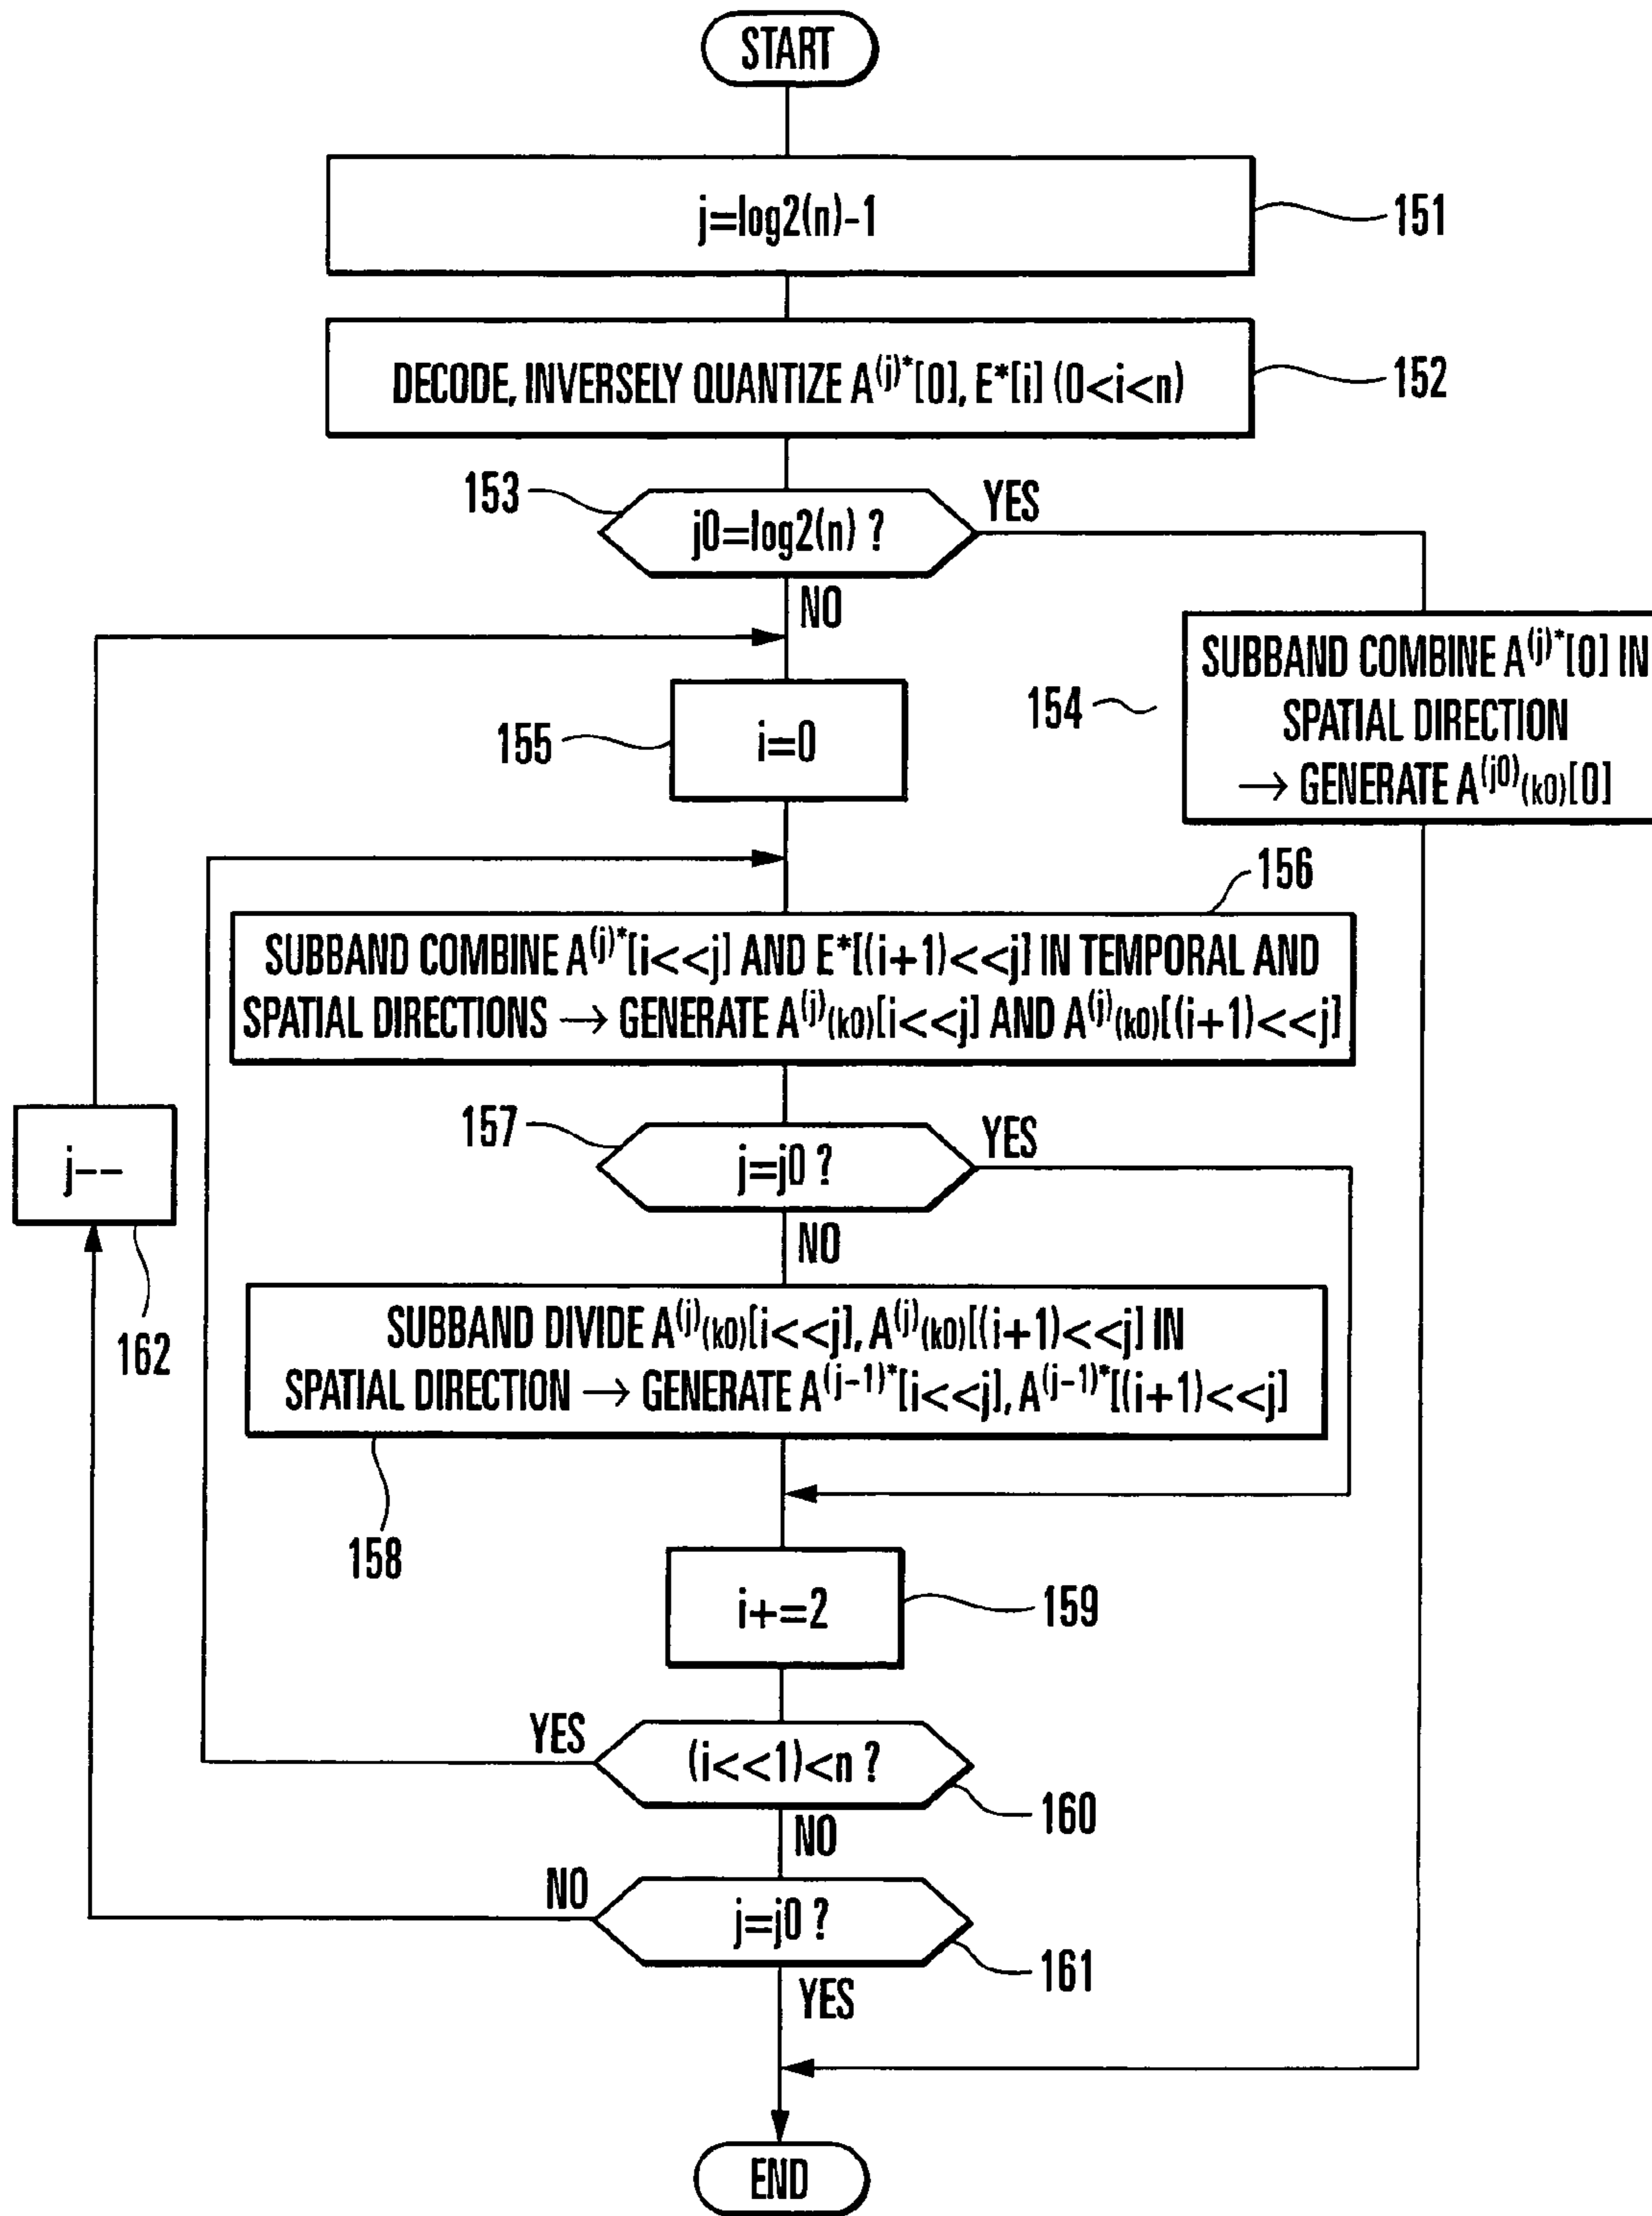 START
j=log2(n)-1
151
DECODE, INVERSELY QUANTIZE A(j)*[0], E*[i] (0<i<n)
152
153
j0=log2(n) ?
YES
NO
154
SUBBAND COMBINE A(j)*[0] IN
SPATIAL DIRECTION
→ GENERATE A(j0)(k0)[0]
155
i=0
156
SUBBAND COMBINE A(j)*[i<<j] AND E*[(i+1)<<j] IN TEMPORAL AND
SPATIAL DIRECTIONS → GENERATE A(j)(k0)[i<<j] AND A(j)(k0)[(i+1)<<j]
157
j=j0 ?
YES
NO
j--
162
SUBBAND DIVIDE A(j)(k0)[i<<j], A(j)(k0)[(i+1)<<j] IN
SPATIAL DIRECTION → GENERATE A(j-1)*[i<<j], A(j-1)*[(i+1)<<j]
158
i+=2
159
YES
(i<<1)<n ?
160
NO
NO
j=j0 ?
161
YES
END